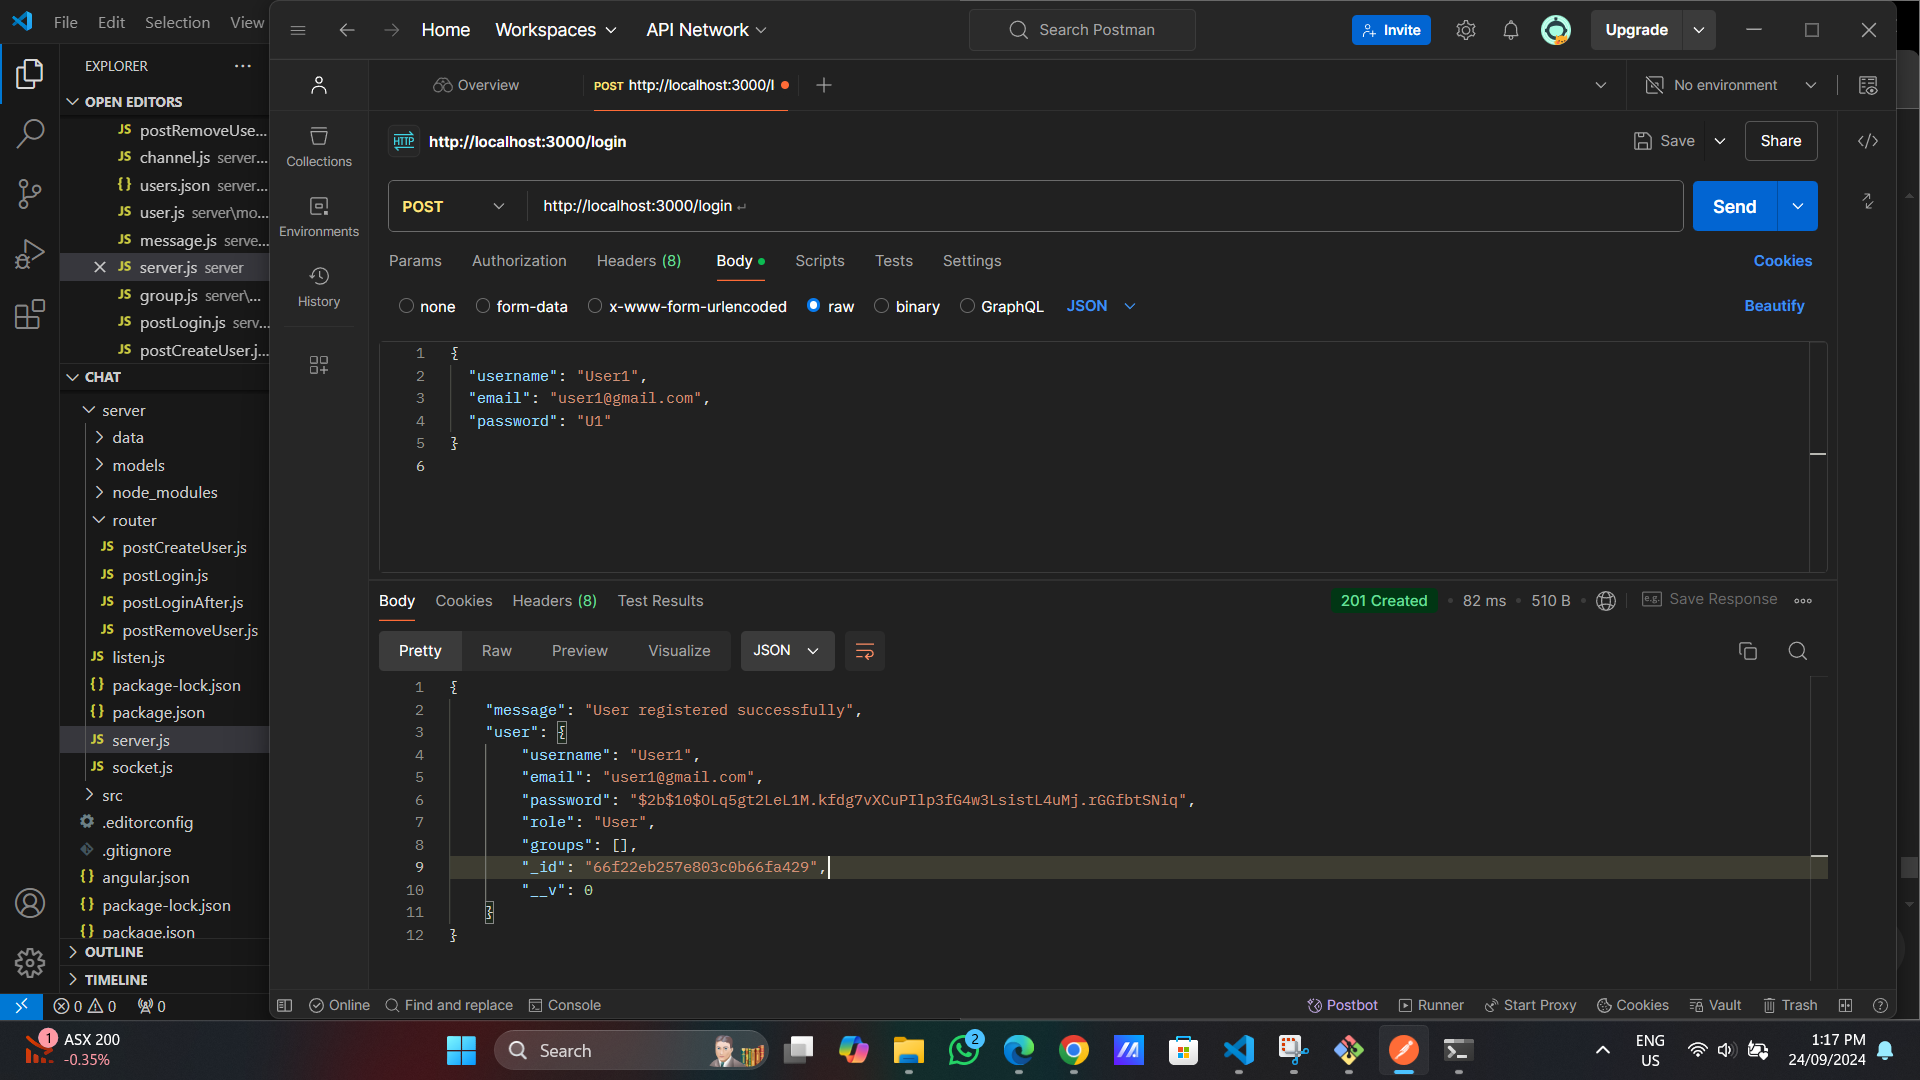 File Edit Selection View
EXPLORER ...
OPEN EDITORS
JS postRemoveUse...
JS channel.js server...
{} users.json server...
JS user.js server\mo...
JS message.js serve...
JS server.js server
JS group.js server\...
JS postLogin.js serv...
JS postCreateUser.j...
CHAT
server
data
models
node_modules
router
JS postCreateUser.js
JS postLogin.js
JS postLoginAfter.js
JS postRemoveUser.js
JS listen.js
{} package-lock.json
{} package.json
JS server.js
JS socket.js
src
.editorconfig
.gitignore
{} angular.json
{} package-lock.json
{} package.json
OUTLINE
TIMELINE
0 0 0
Home Workspaces API Network Search Postman Invite Upgrade
Overview POST http://localhost:3000/l No environment
Collections
Environments
History
HTTP http://localhost:3000/login Save Share
POST http://localhost:3000/login Send
Params Authorization Headers (8) Body Scripts Tests Settings Cookies
none form-data x-www-form-urlencoded raw binary GraphQL JSON Beautify
1 {
2 "username": "User1",
3 "email": "user1@gmail.com",
4 "password": "U1"
5 }
6
Body Cookies Headers (8) Test Results 201 Created 82 ms 510 B e.g. Save Response
Pretty Raw Preview Visualize JSON
1 {
2 "message": "User registered successfully",
3 "user": {
4 "username": "User1",
5 "email": "user1@gmail.com",
6 "password": "$2b$10$OLq5gt2LeL1M.kfdg7vXCuPIlp3fG4w3LsistL4uMj.rGGfbtSNiq",
7 "role": "User",
8 "groups": [],
9 "_id": "66f22eb257e803c0b66fa429",
10 "__v": 0
11 }
12 }
Online Find and replace Console Postbot Runner Start Proxy Cookies Vault Trash
1 ASX 200
-0.35%
Search
2
ENG
US
1:17 PM
24/09/2024